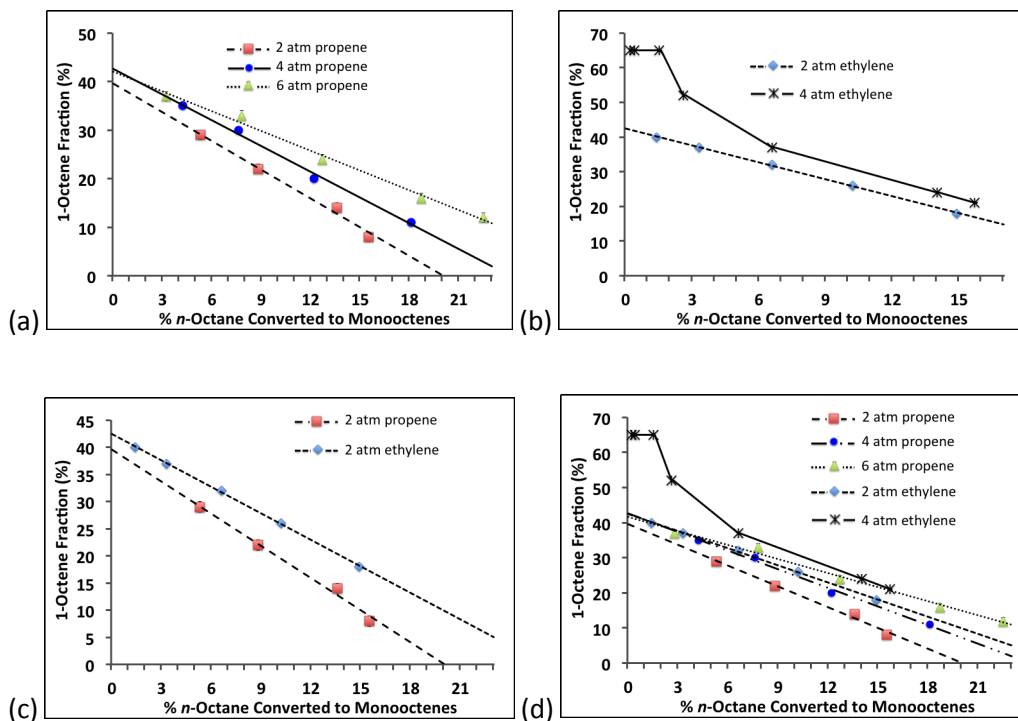 (a)
1-Octene Fraction (%)
50
40
30
20
10
0
2 atm propene
4 atm propene
6 atm propene
0 3 6 9 12 15 18 21
% n-Octane Converted to Monooctenes
(b)
1-Octene Fraction (%)
70
60
50
40
30
20
10
0
2 atm ethylene
4 atm ethylene
0 3 6 9 12 15
% n-Octane Converted to Monooctenes
(c)
1-Octene Fraction (%)
45
40
35
30
25
20
15
10
5
0
2 atm propene
2 atm ethylene
0 3 6 9 12 15 18 21
% n-Octane Converted to Monooctenes
(d)
1-Octene Fraction (%)
70
60
50
40
30
20
10
0
2 atm propene
4 atm propene
6 atm propene
2 atm ethylene
4 atm ethylene
0 3 6 9 12 15 18 21
% n-Octane Converted to Monooctenes